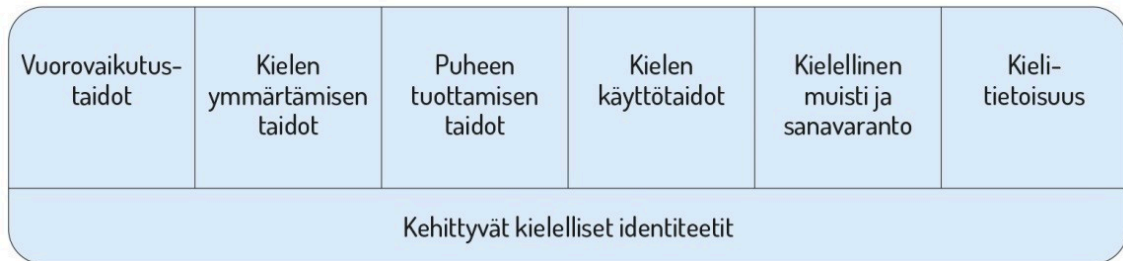 Vuorovaikutus-
taidot
Kielen
ymmärtämisen
taidot
Puheen
tuottamisen
taidot
Kielen
käyttötaidot
Kielellinen
muisti ja
sanavaranto
Kieli-
tietoisuus
Kehittyvät kielelliset identiteetit